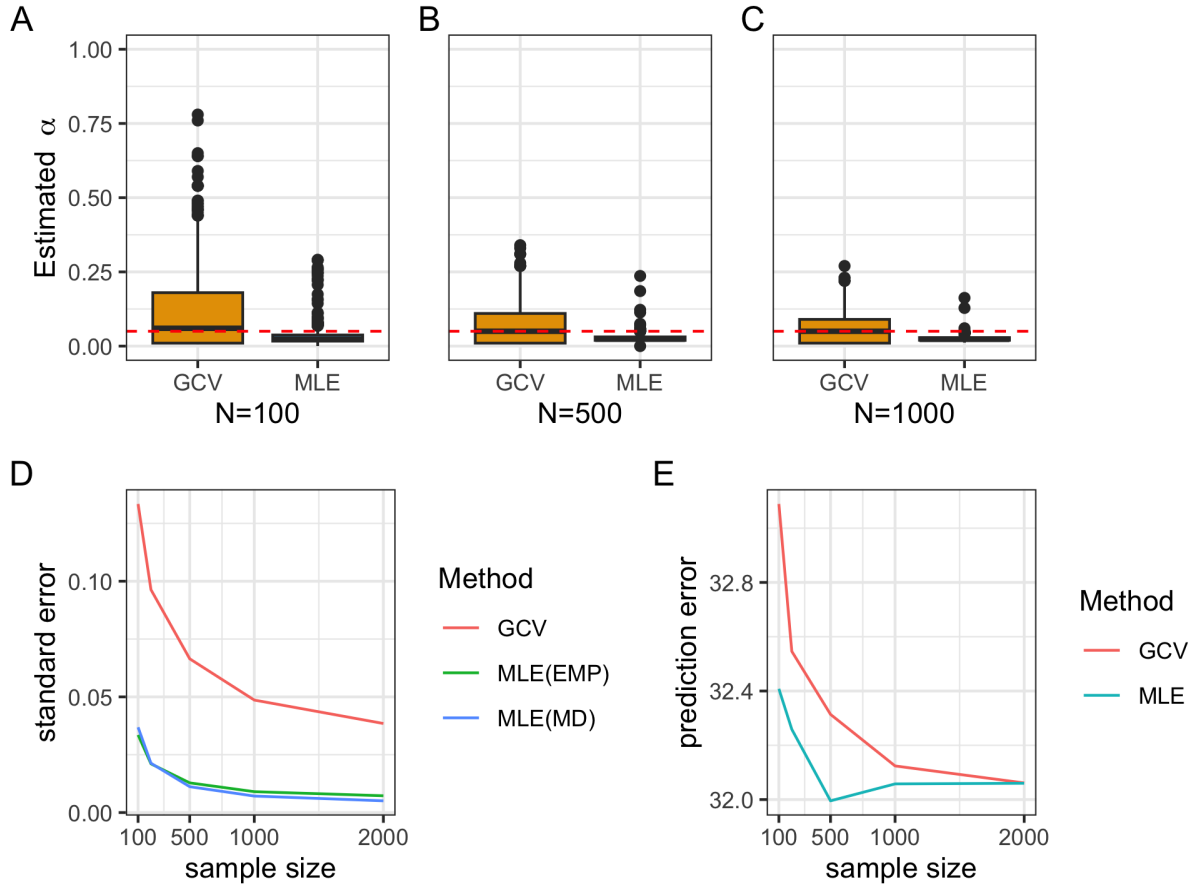 A
B
C
Estimated α
1.00
0.75
0.50
0.25
0.00
GCV MLE
N=100
GCV MLE
N=500
GCV MLE
N=1000
D
standard error
0.10
0.05
0.00
100 500 1000 2000
sample size
Method
GCV
MLE(EMP)
MLE(MD)
E
prediction error
32.8
32.4
32.0
100 500 1000 2000
sample size
Method
GCV
MLE